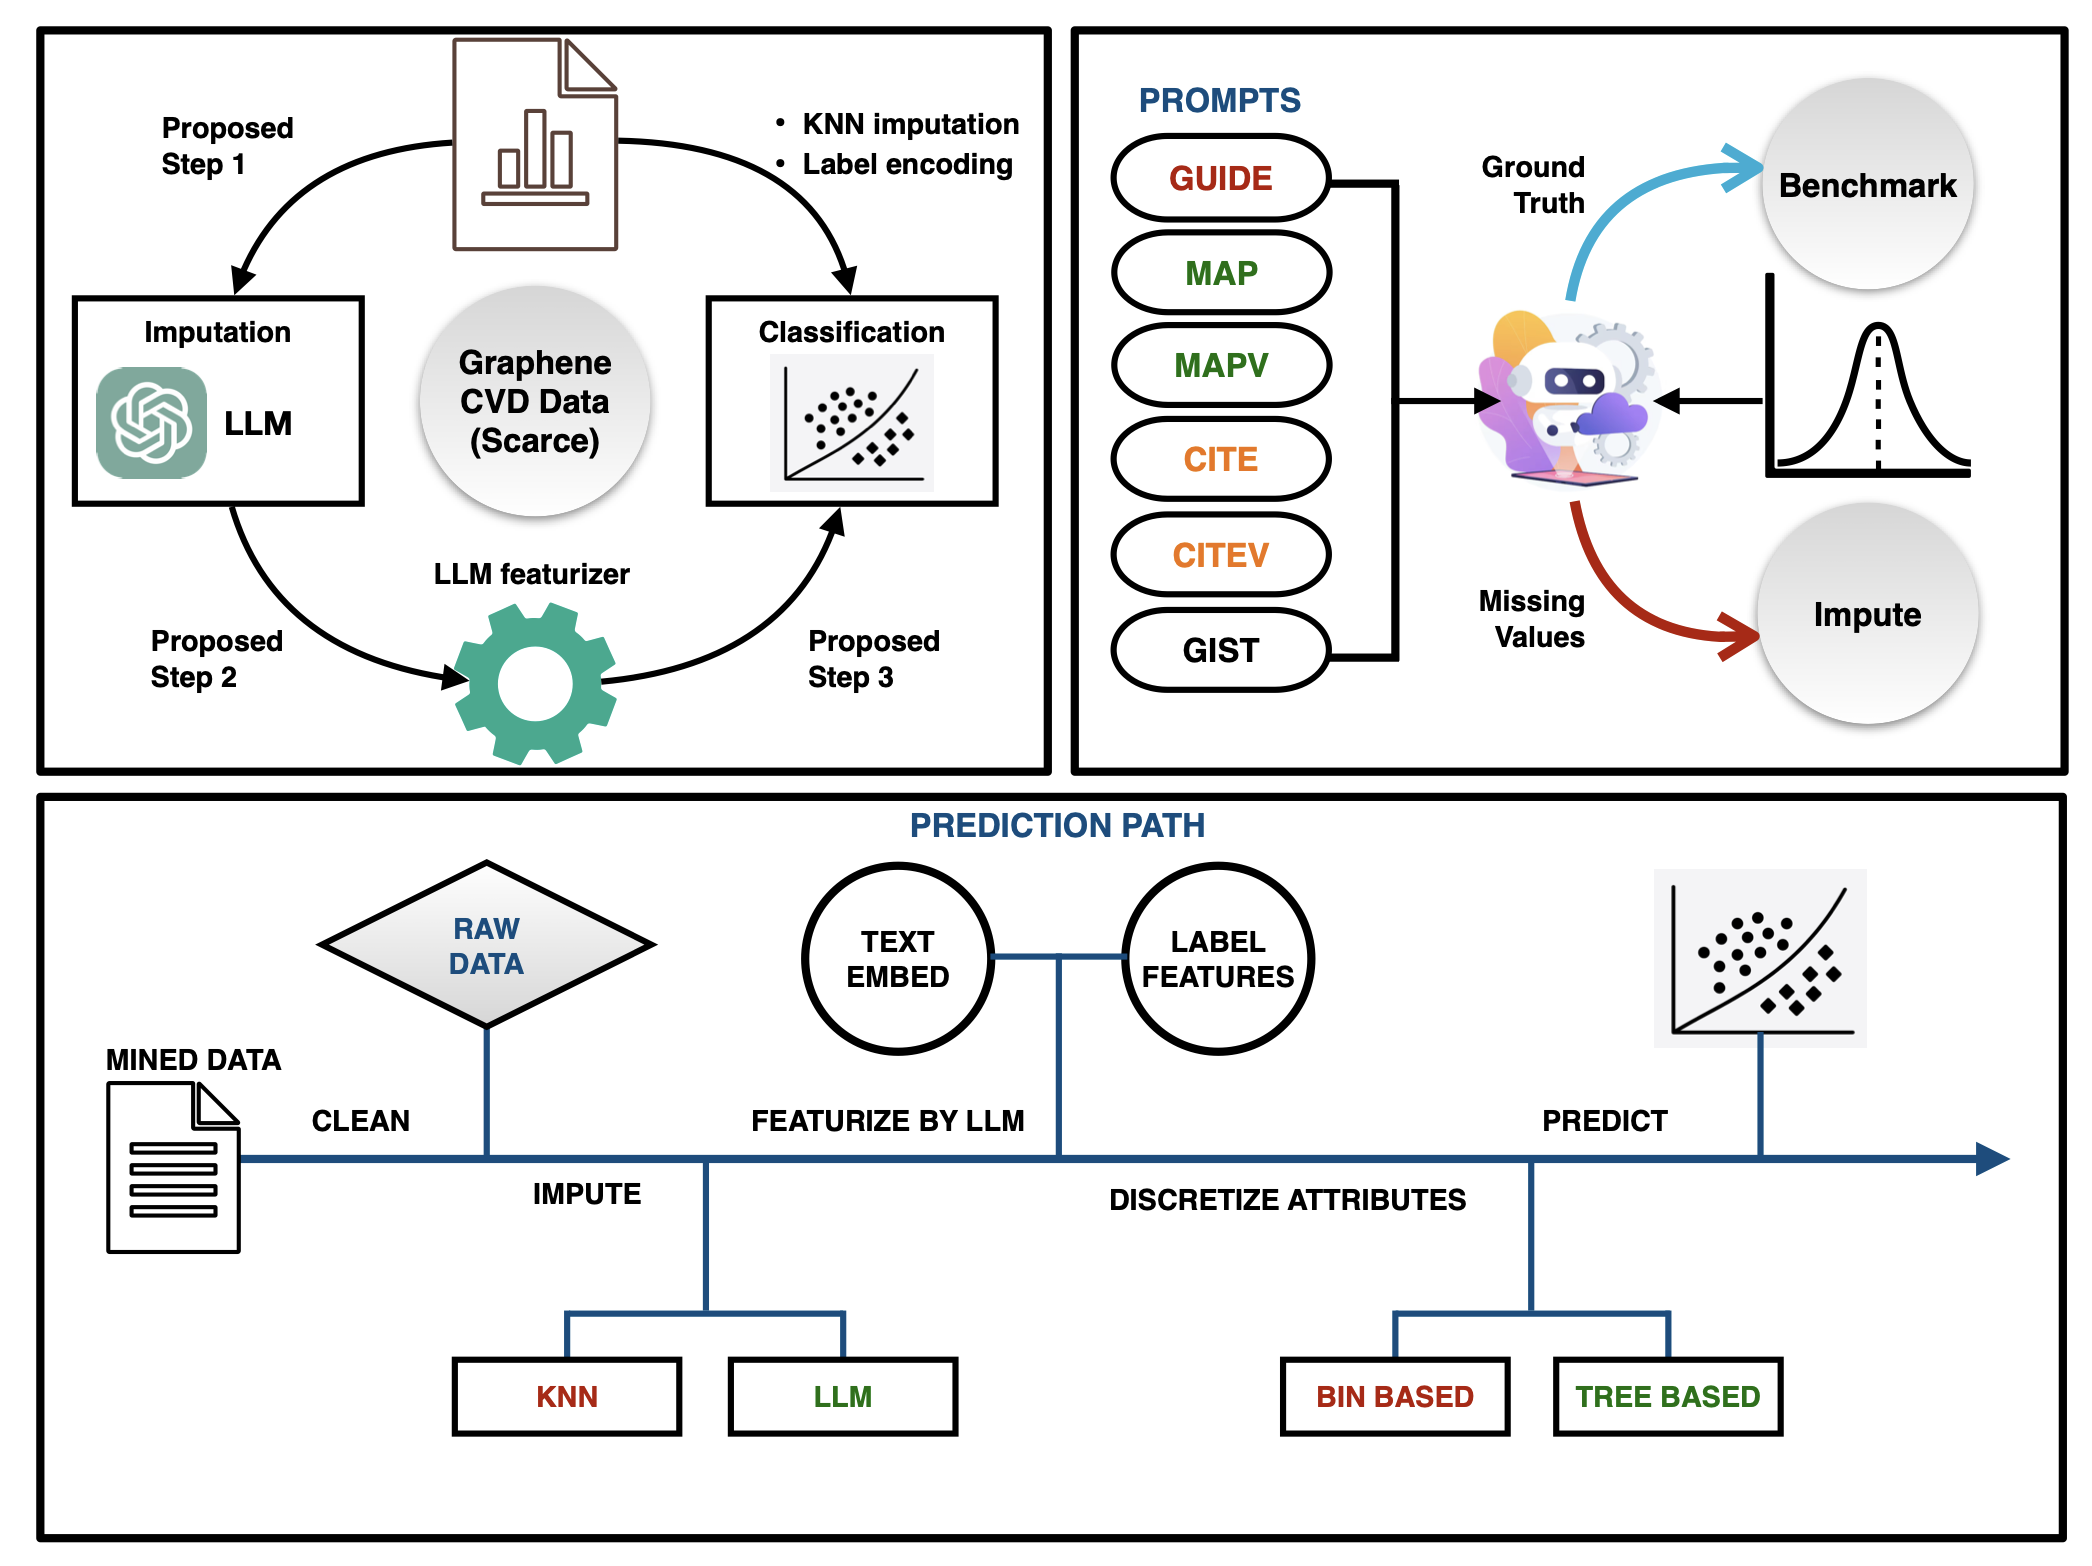 Proposed
Step 1
• KNN imputation
• Label encoding
Imputation
LLM
Graphene
CVD Data
(Scarce)
Classification
LLM featurizer
Proposed
Step 2
Proposed
Step 3
PROMPTS
GUIDE
MAP
MAPV
CITE
CITEV
GIST
Ground
Truth
Benchmark
Missing
Values
Impute
PREDICTION PATH
RAW
DATA
TEXT
EMBED
LABEL
FEATURES
MINED DATA
CLEAN
FEATURIZE BY LLM
PREDICT
IMPUTE
DISCRETIZE ATTRIBUTES
KNN
LLM
BIN BASED
TREE BASED